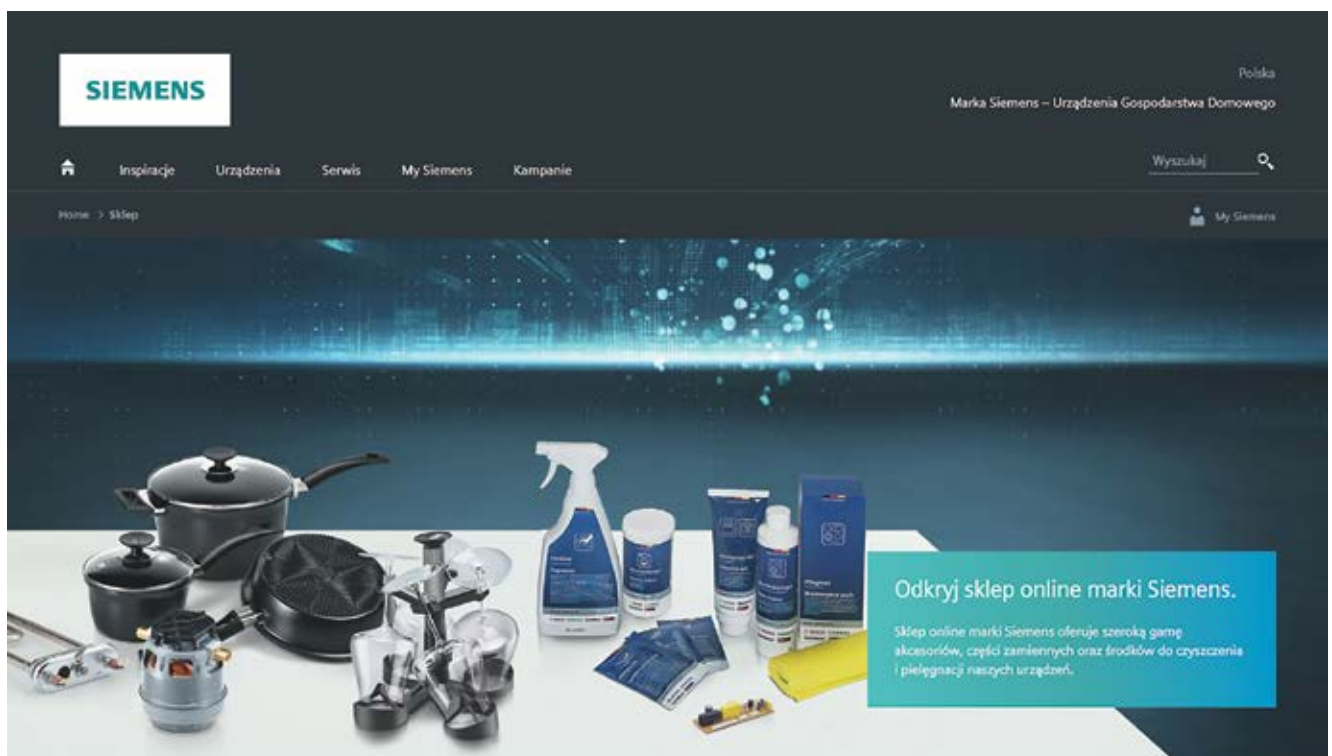 SIEMENS
Polska
Marka Siemens – Urządzenia Gospodarstwa Domowego
Inspiracje Urządzenia Serwis My Siemens Kampanie
Wyszukaj
Home > Sklep
My Siemens
Odkryj sklep online marki Siemens.
Sklep online marki Siemens oferuje szeroką gamę
akcesoriów, części zamiennych oraz środków do czyszczenia
i pielęgnacji naszych urządzeń.